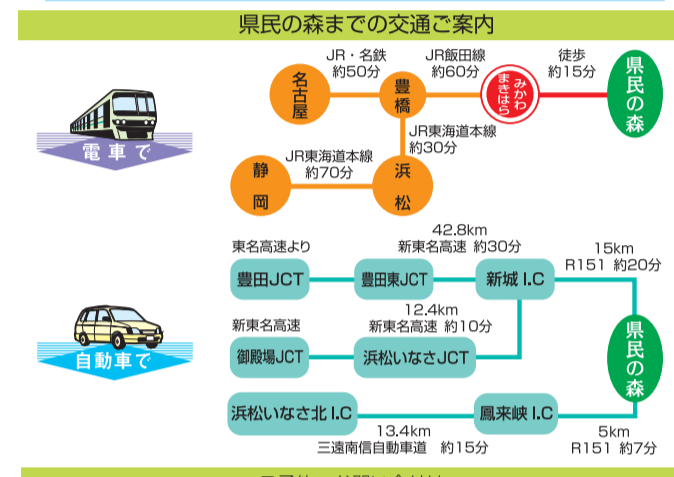 県民の森までの交通ご案内
JR・名鉄
約50分
JR飯田線
約60分
徒歩
約15分
名古屋
豊橋
みかわ
まきはら
県民の森
電車で
JR東海道本線
約30分
JR東海道本線
約70分
静岡
浜松
42.8km
東名高速より
新東名高速 約30分
15km
R151 約20分
豊田JCT
豊田東JCT
新城 I.C
12.4km
新東名高速
新東名高速 約10分
自動車で
御殿場JCT
浜松いなさJCT
県民の森
浜松いなさ北 I.C
鳳来峡 I.C
13.4km
三遠南信自動車道 約15分
5km
R151 約7分